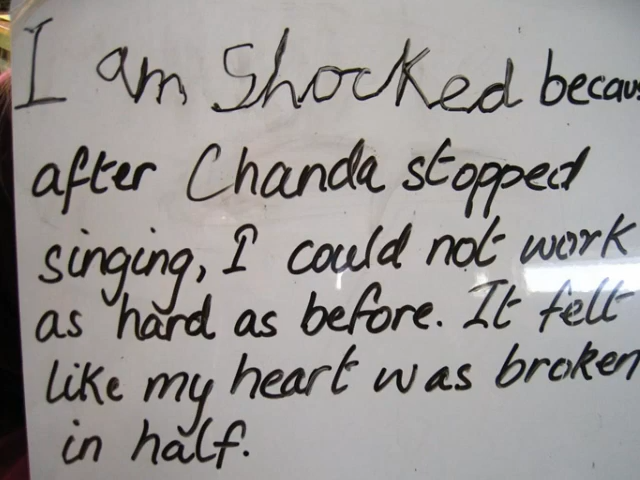 I am Shocked becaus
after Chanda stopped
singing, I could not work
as hard as before. It felt
like my heart was broken
in half.